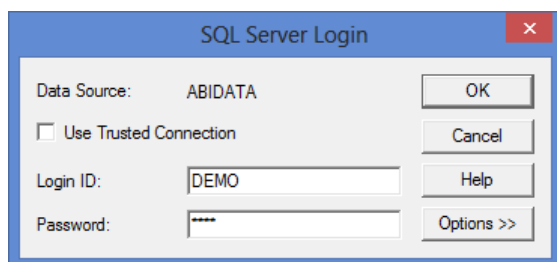 SQL Server Login
Data Source: ABIDATA OK
Use Trusted Connection Cancel
Login ID: DEMO Help
Password: **** Options >>